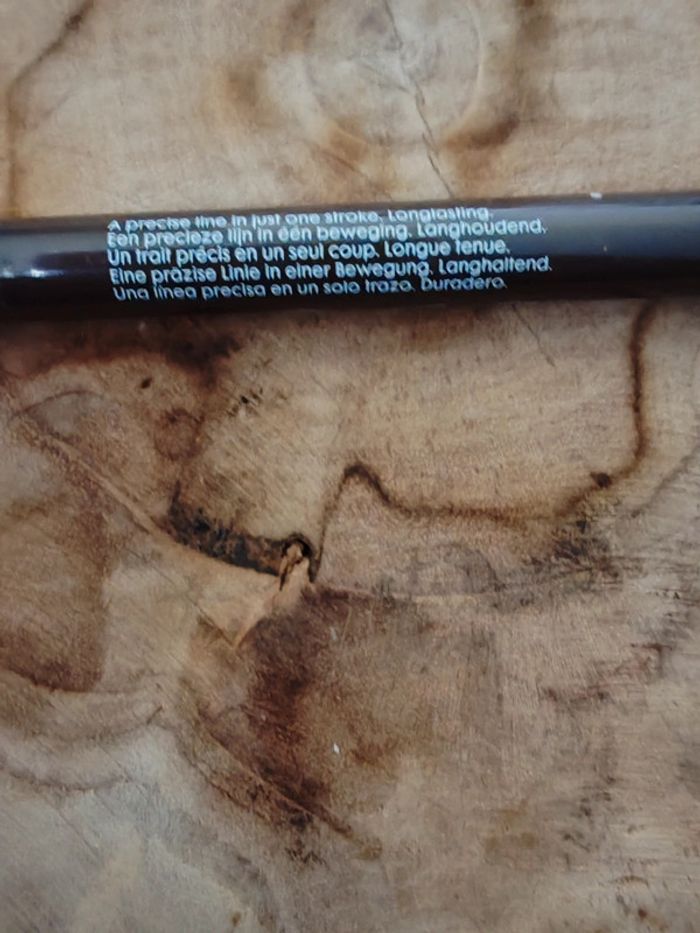 A precise line in just one stroke. Longlasting.
Een precieze lijn in één beweging. Langhoudend.
Un trait précis en un seul coup. Longue tenue.
Eine präzise Linie in einer Bewegung. Langhaltend.
Una línea precisa en un solo trazo. Duradero.